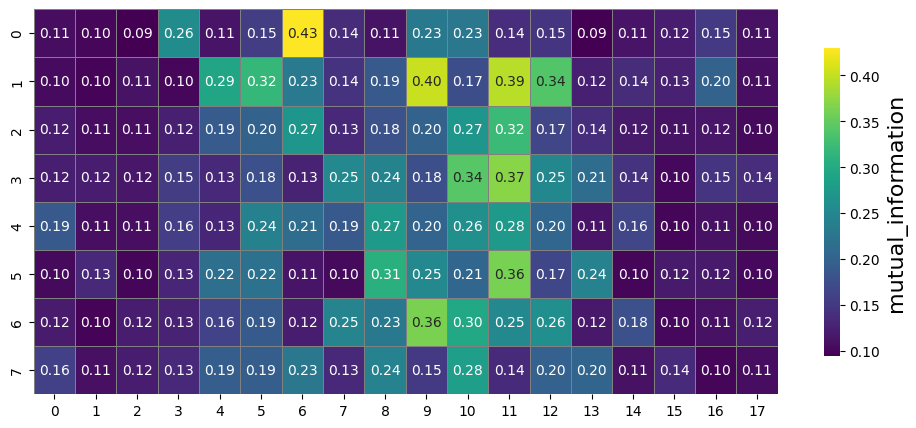 0 0.11 0.10 0.09 0.26 0.11 0.15 0.43 0.14 0.11 0.23 0.23 0.14 0.15 0.09 0.11 0.12 0.15 0.11
1 0.10 0.10 0.11 0.10 0.29 0.32 0.23 0.14 0.19 0.40 0.17 0.39 0.34 0.12 0.14 0.13 0.20 0.11
2 0.12 0.11 0.11 0.12 0.19 0.20 0.27 0.13 0.18 0.20 0.27 0.32 0.17 0.14 0.12 0.11 0.12 0.10
3 0.12 0.12 0.12 0.15 0.13 0.18 0.13 0.25 0.24 0.18 0.34 0.37 0.25 0.21 0.14 0.10 0.15 0.14
4 0.19 0.11 0.11 0.16 0.13 0.24 0.21 0.19 0.27 0.20 0.26 0.28 0.20 0.11 0.16 0.10 0.11 0.10
5 0.10 0.13 0.10 0.13 0.22 0.22 0.11 0.10 0.31 0.25 0.21 0.36 0.17 0.24 0.10 0.12 0.12 0.10
6 0.12 0.10 0.12 0.13 0.16 0.19 0.12 0.25 0.23 0.36 0.30 0.25 0.26 0.12 0.18 0.10 0.11 0.12
7 0.16 0.11 0.12 0.13 0.19 0.19 0.23 0.13 0.24 0.15 0.28 0.14 0.20 0.20 0.11 0.14 0.10 0.11
0 1 2 3 4 5 6 7 8 9 10 11 12 13 14 15 16 17
0.40
0.35
0.30
0.25
0.20
0.15
0.10
mutual_information